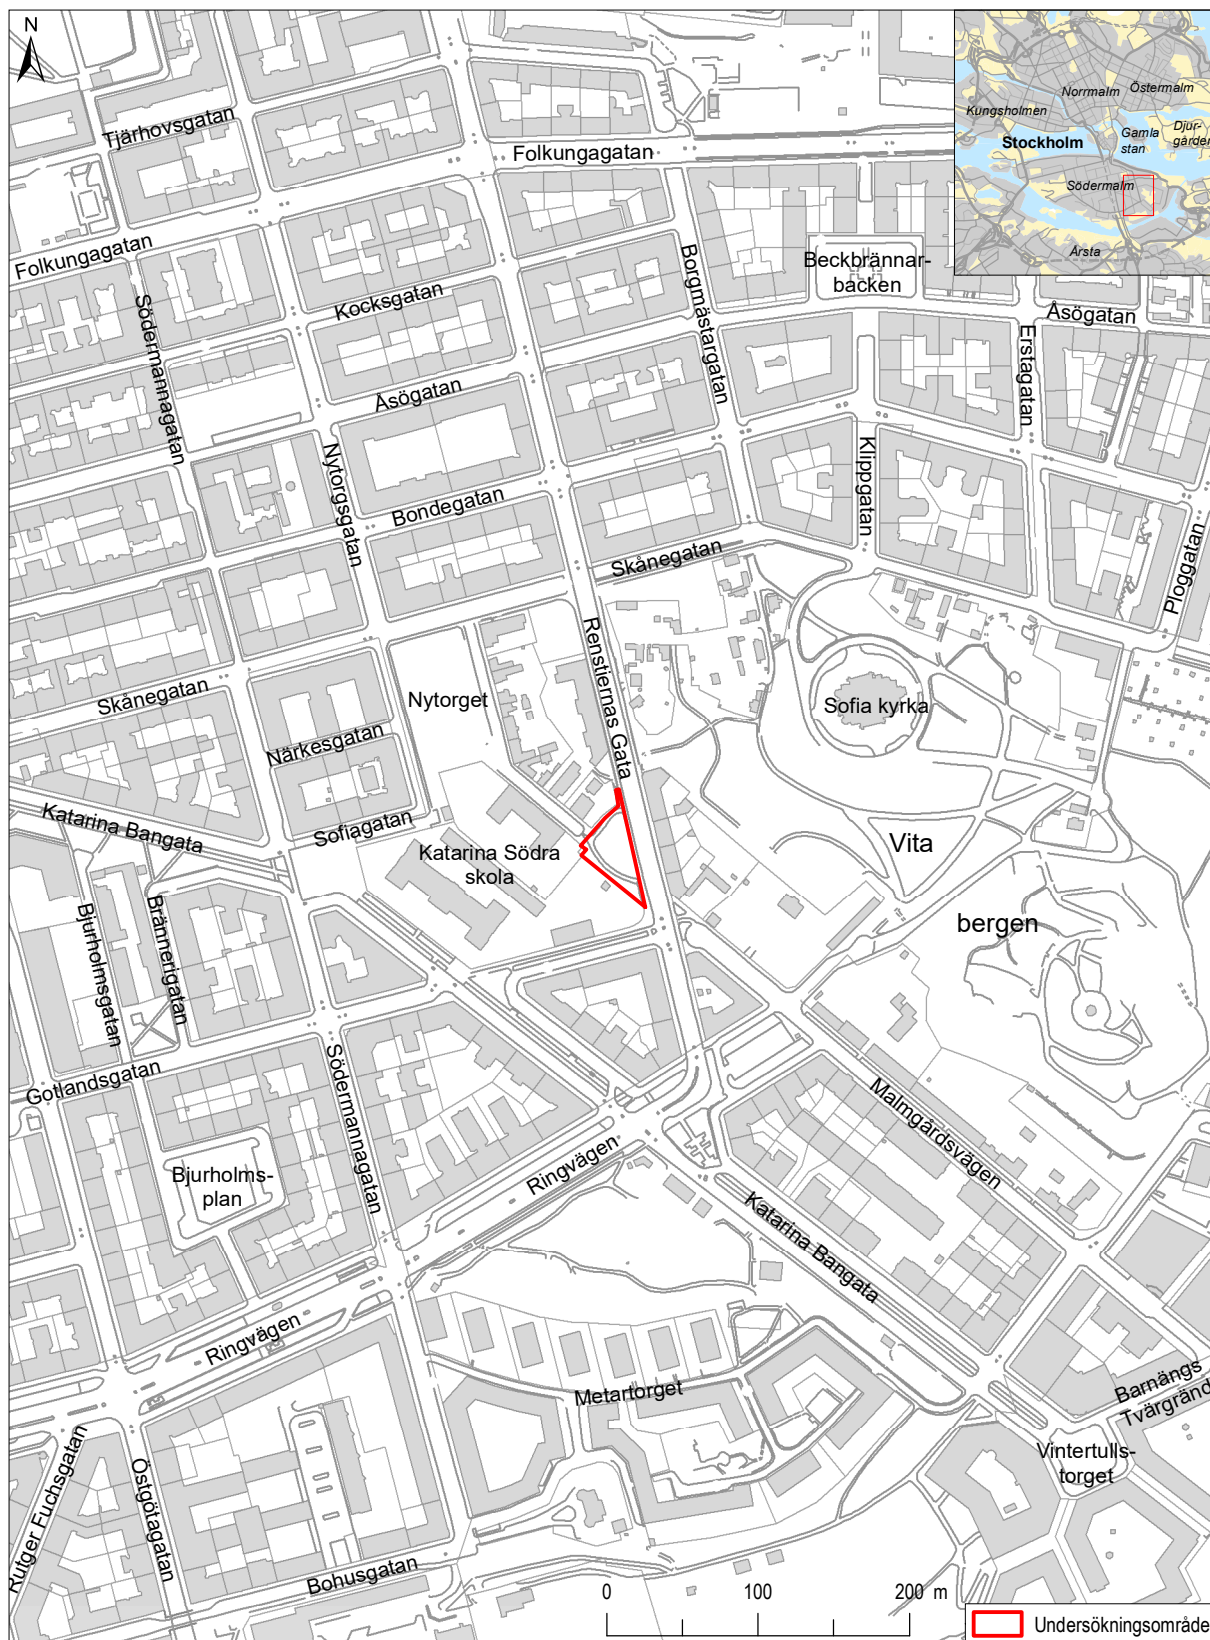 N
Tjärhovsgatan
Folkungagatan
Norrmalm
Östermalm
Kungsholmen
Stockholm
Gamla
stan
Djur-
gården
Södermalm
Årsta
Folkungagatan
Södermannagatan
Kocksgatan
Borgmästargatan
Beckbrännar-
backen
Erstagatan
Åsögatan
Åsögatan
Nytorgsgatan
Bondegatan
Klippgatan
Skånegatan
Ploggatan
Renstiernas Gata
Skånegatan
Nytorget
Sofia kyrka
Närkesgatan
Katarina Bangata
Sofiagatan
Katarina Södra
skola
Vita
bergen
Bjurholmsgatan
Brännerigatan
Gotlandsgatan
Södermannagatan
Malmgårdsvägen
Bjurholms-
plan
Ringvägen
Katarina Bangata
Ringvägen
Metartorget
Barnängs
Tvärgränd
Vintertulls-
torget
Rutger Fuchsgatan
Östgötagatan
Bohusgatan
0 100 200 m
Undersökningsområde